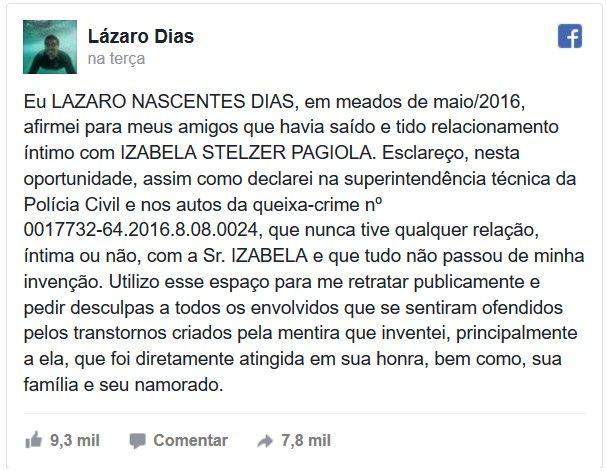 Lázaro Dias
na terça
Eu LAZARO NASCENTES DIAS, em meados de maio/2016,
afirmei para meus amigos que havia saído e tido relacionamento
íntimo com IZABELA STELZER PAGIOLA. Esclareço, nesta
oportunidade, assim como declarei na superintendência técnica da
Polícia Civil e nos autos da queixa-crime nº
0017732-64.2016.8.08.0024, que nunca tive qualquer relação,
íntima ou não, com a Sr. IZABELA e que tudo não passou de minha
invenção. Utilizo esse espaço para me retratar publicamente e
pedir desculpas a todos os envolvidos que se sentiram ofendidos
pelos transtornos criados pela mentira que inventei, principalmente
a ela, que foi diretamente atingida em sua honra, bem como, sua
família e seu namorado.
9,3 mil Comentar 7,8 mil